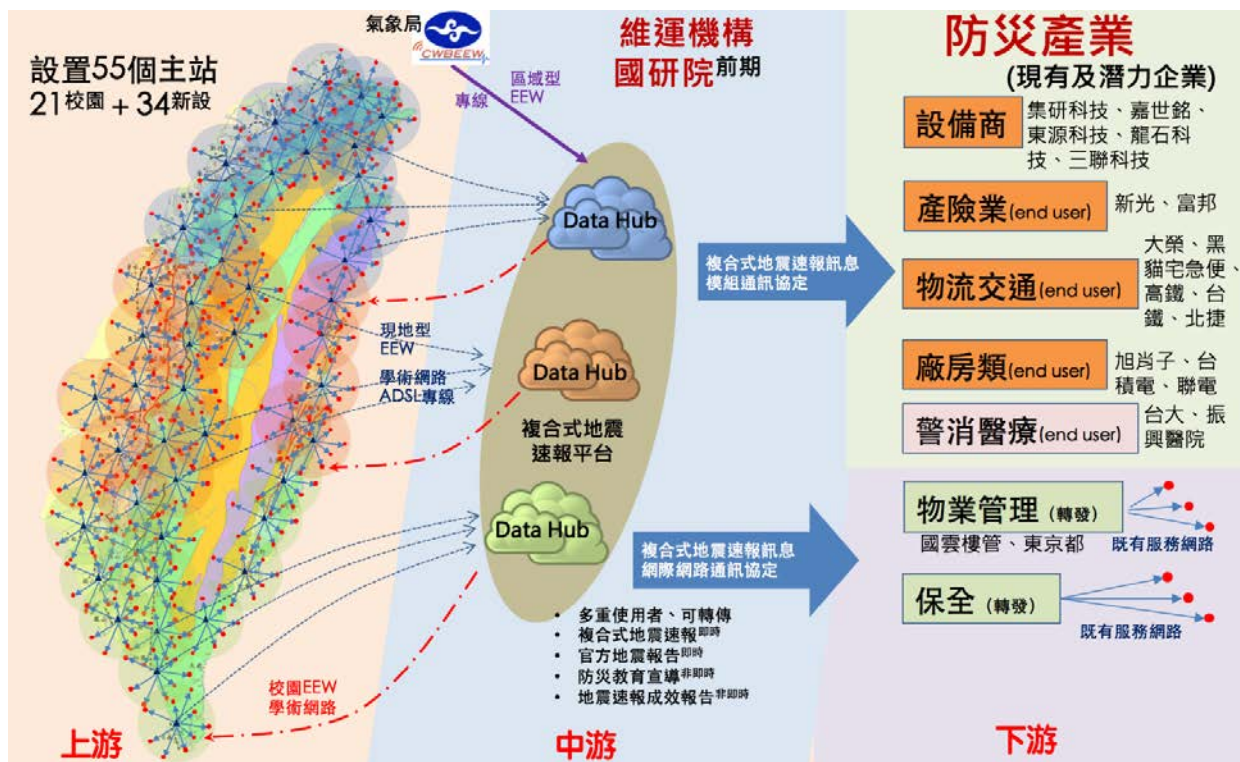 設置55個主站
21校園 + 34新設
上游
氣象局
CWBEEW
專線
區域型
EEW
維運機構
國研院前期
Data Hub
現地型
EEW
學術網路
ADSL專線
Data Hub
複合式地震
速報平台
Data Hub
校園EEW
學術網路
複合式地震速報訊息
模組通訊協定
複合式地震速報訊息
網際網路通訊協定
• 多重使用者、可轉傳
• 複合式地震速報即時
• 官方地震報告即時
• 防災教育宣導非即時
• 地震速報成效報告非即時
中游
防災產業
(現有及潛力企業)
設備商
集研科技、嘉世銘、
東源科技、龍石科
技、三聯科技
產險業(end user)
新光、富邦
物流交通(end user)
大榮、黑
貓宅急便、
高鐵、台
鐵、北捷
廠房類(end user)
旭肖子、台
積電、聯電
警消醫療(end user)
台大、振
興醫院
物業管理 (轉發)
國雲樓管、東京都
既有服務網路
保全 (轉發)
既有服務網路
下游